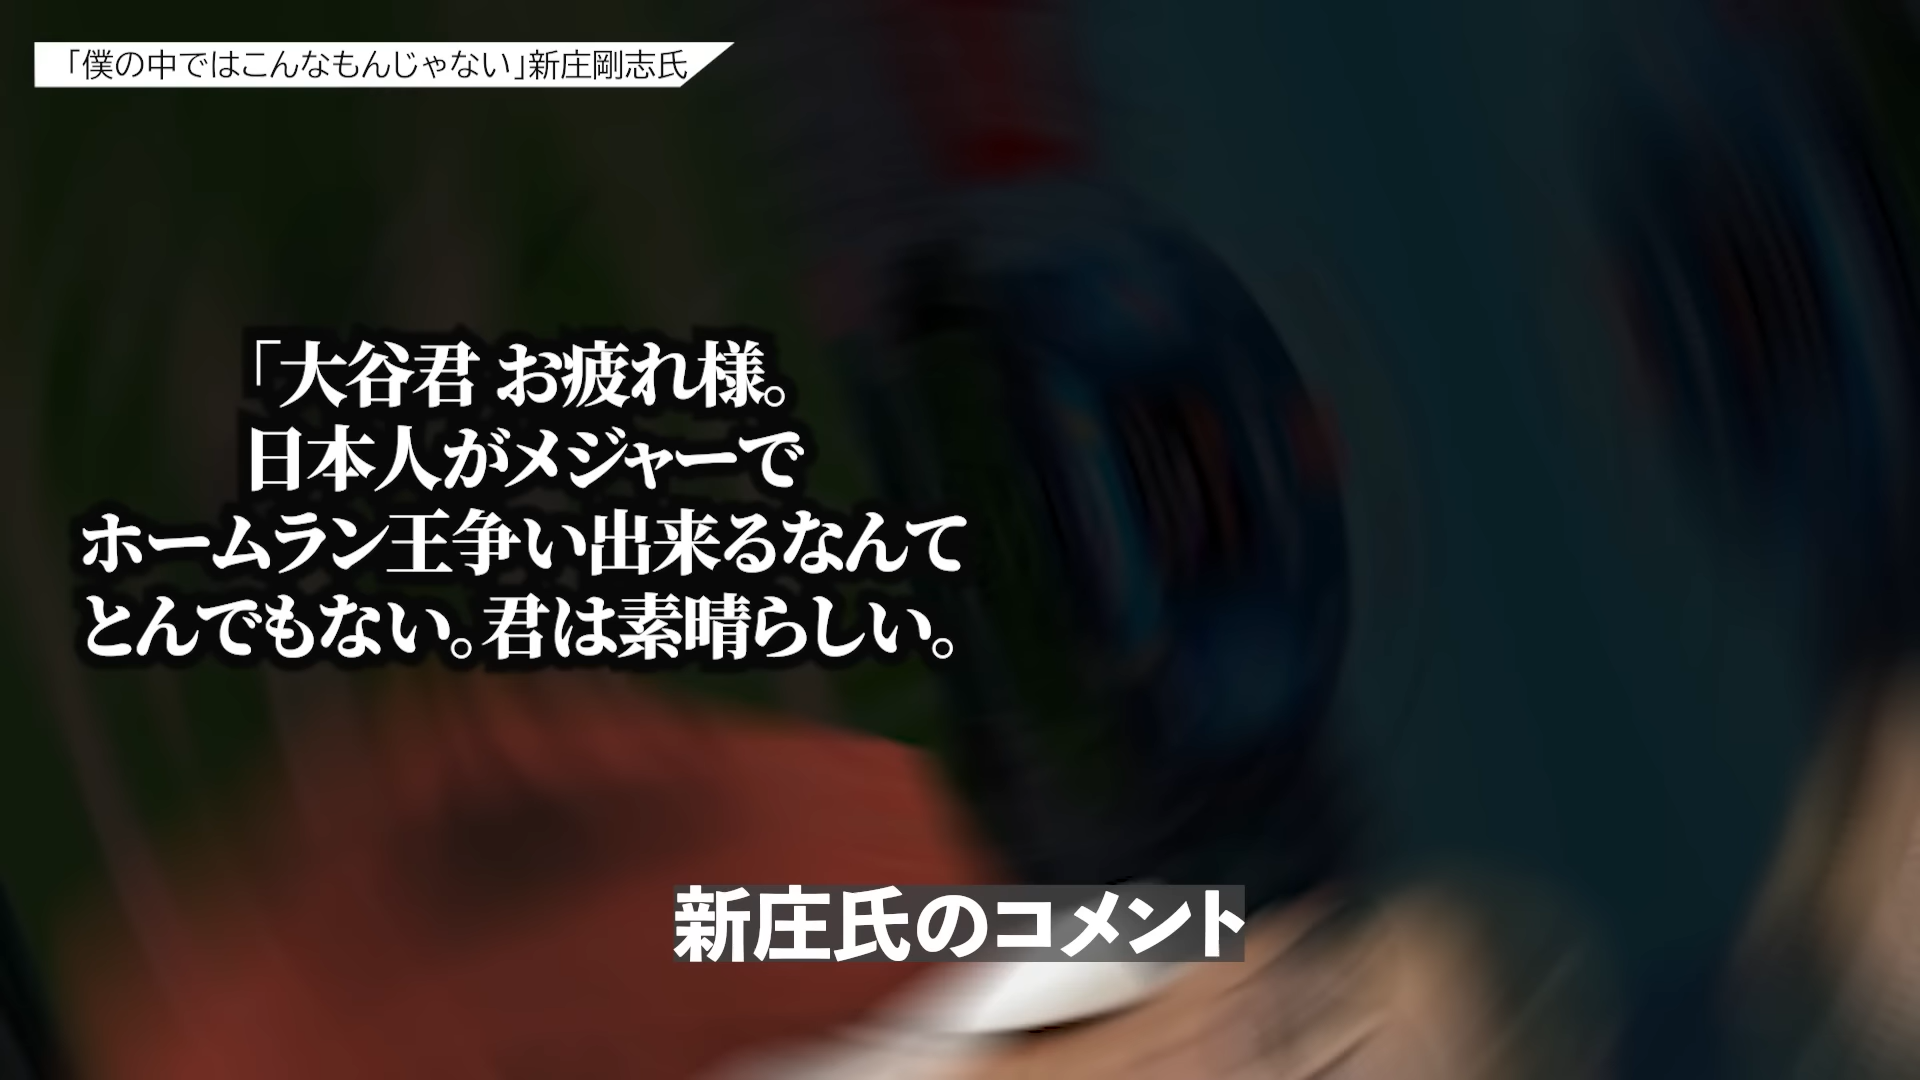 「僕の中ではこんなもんじゃない」新庄剛志氏
「大谷君 お疲れ様。
日本人がメジャーで
ホームラン王争い出来るなんて
とんでもない。君は素晴らしい。
新庄氏のコメント